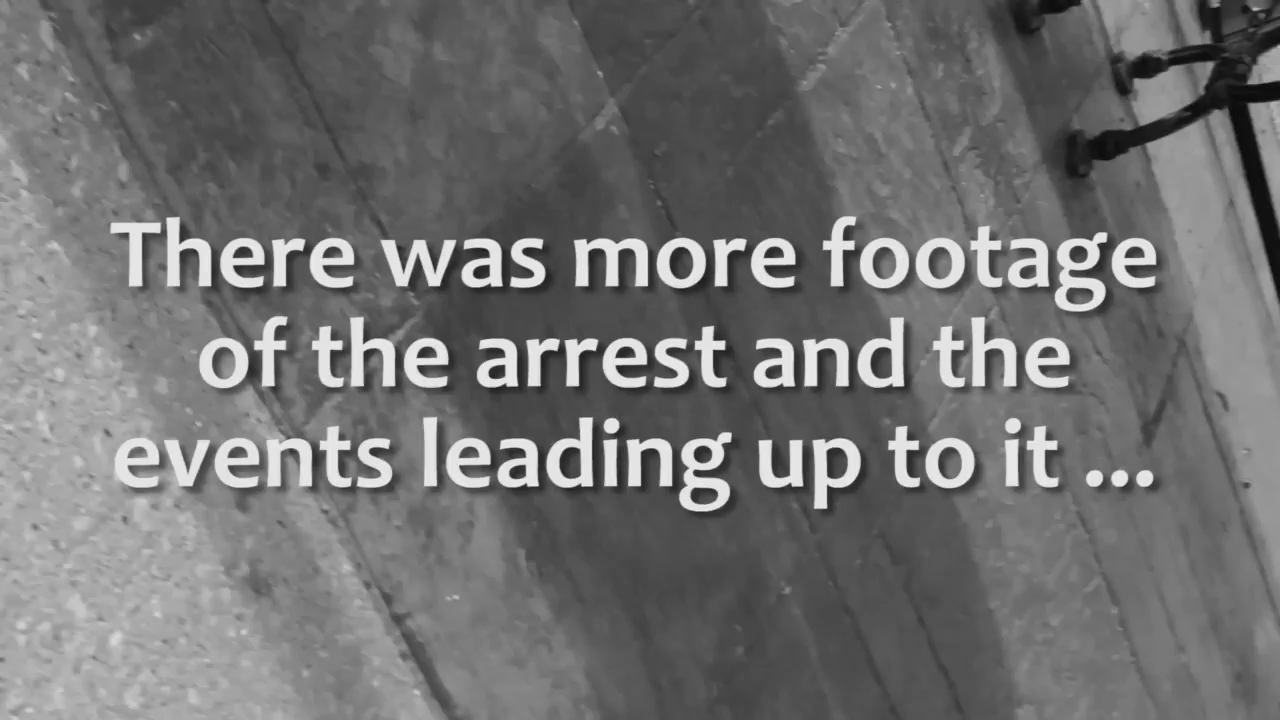 There was more footage
of the arrest and the
events leading up to it ...